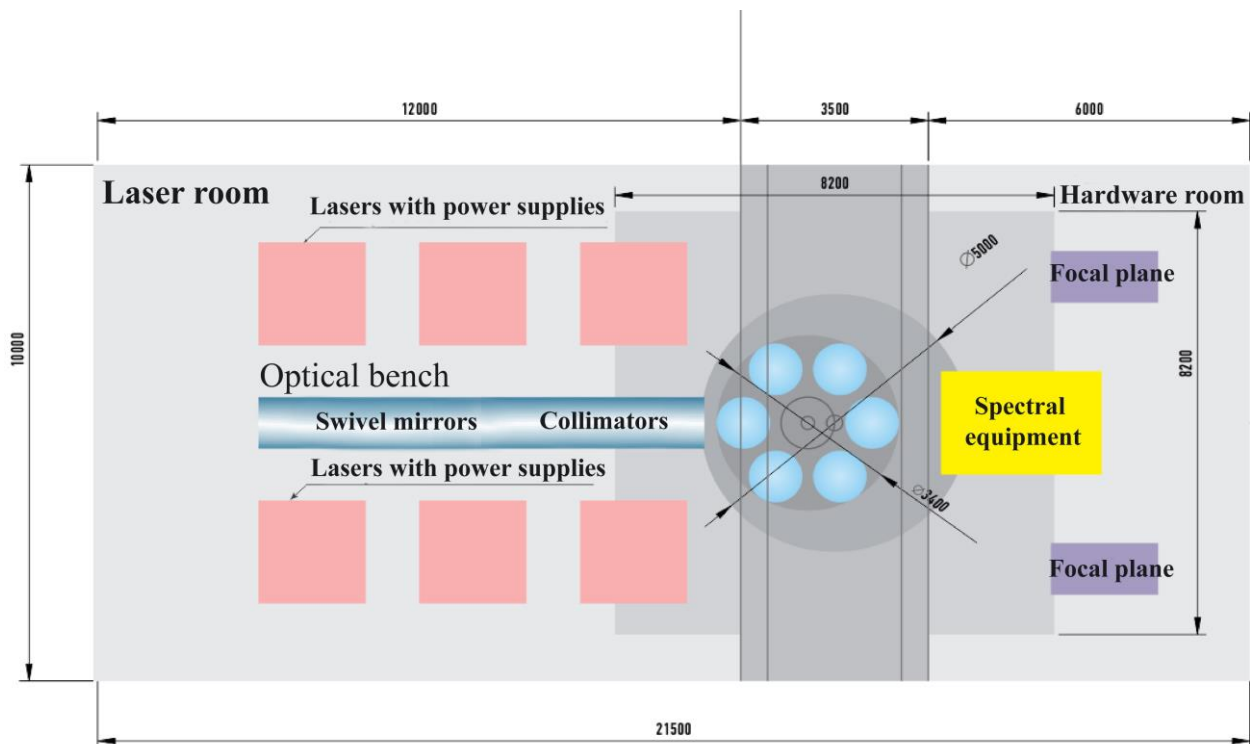 12000
3500
6000
Laser room
8200
Hardware room
Lasers with power supplies
⌀5000
Focal plane
10000
8200
Optical bench
Swivel mirrors
Collimators
Spectral
equipment
Lasers with power supplies
⌀3400
Focal plane
21500